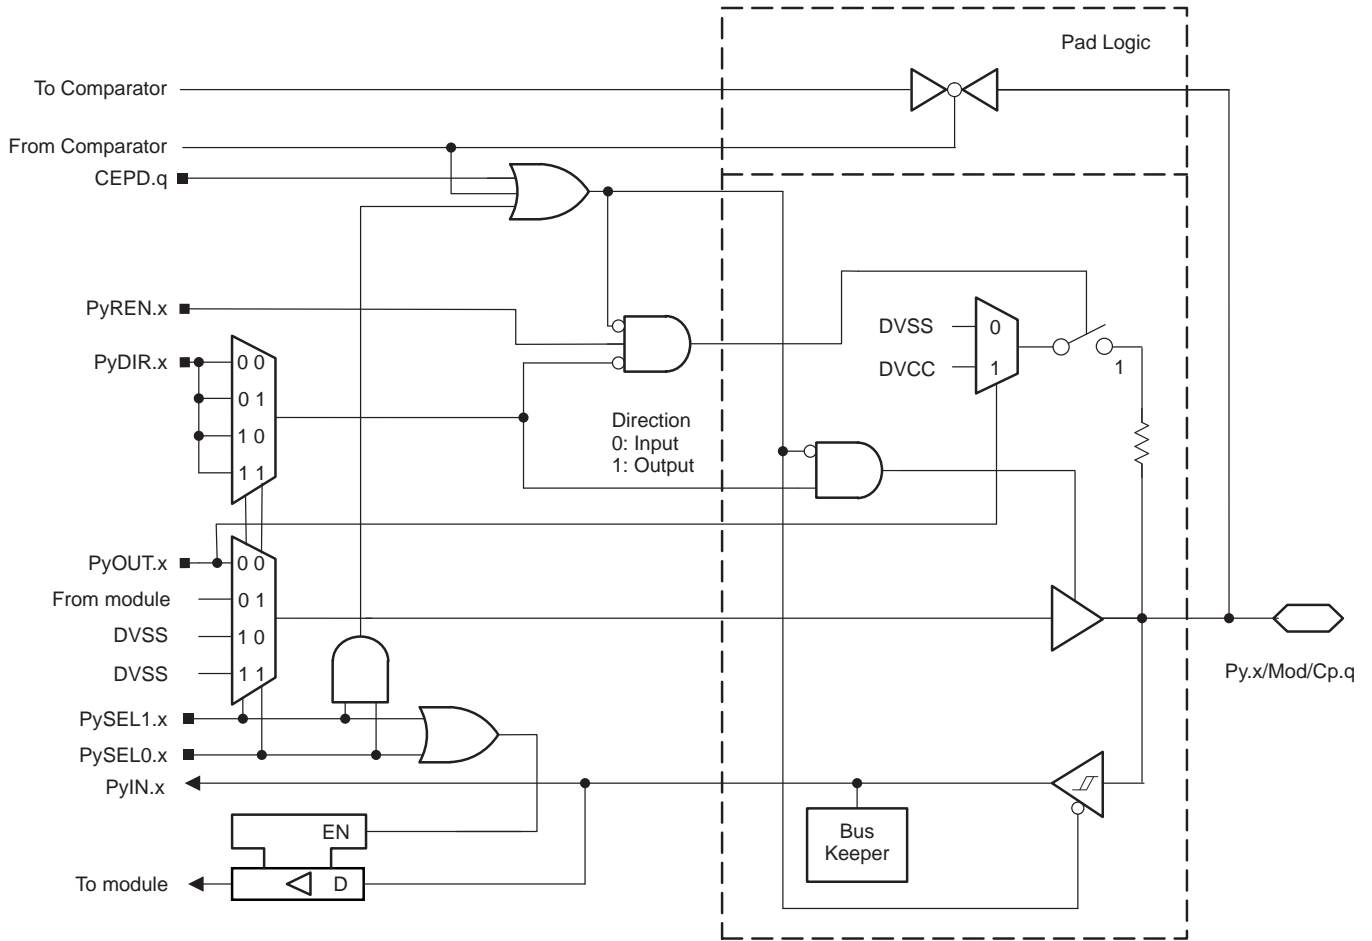 Pad Logic
To Comparator
From Comparator
CEPD.q
PyREN.x
DVSS
0
PyDIR.x
0 0
DVCC
1
1
0 1
Direction
0: Input
1: Output
1 0
1 1
PyOUT.x
0 0
From module
0 1
DVSS
1 0
DVSS
1 1
Py.x/Mod/Cp.q
PySEL1.x
PySEL0.x
PyIN.x
EN
Bus
Keeper
To module
D